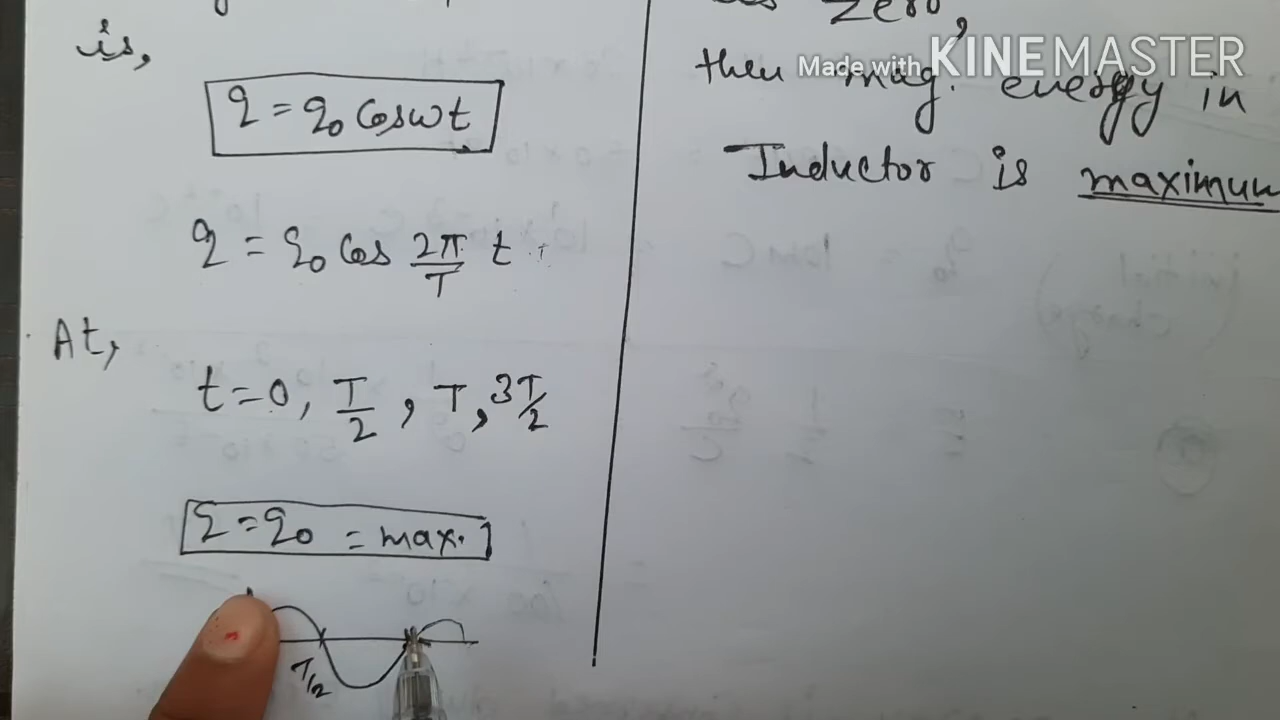 is,
q = q₀ Cosωt
q = q₀ Cos 2π/T t
At,
t=0, T/2, T, 3T/2
q = q₀ = max.
T/2
zero,
then mag. energy in
Inductor is maximum
Made with KINEMASTER